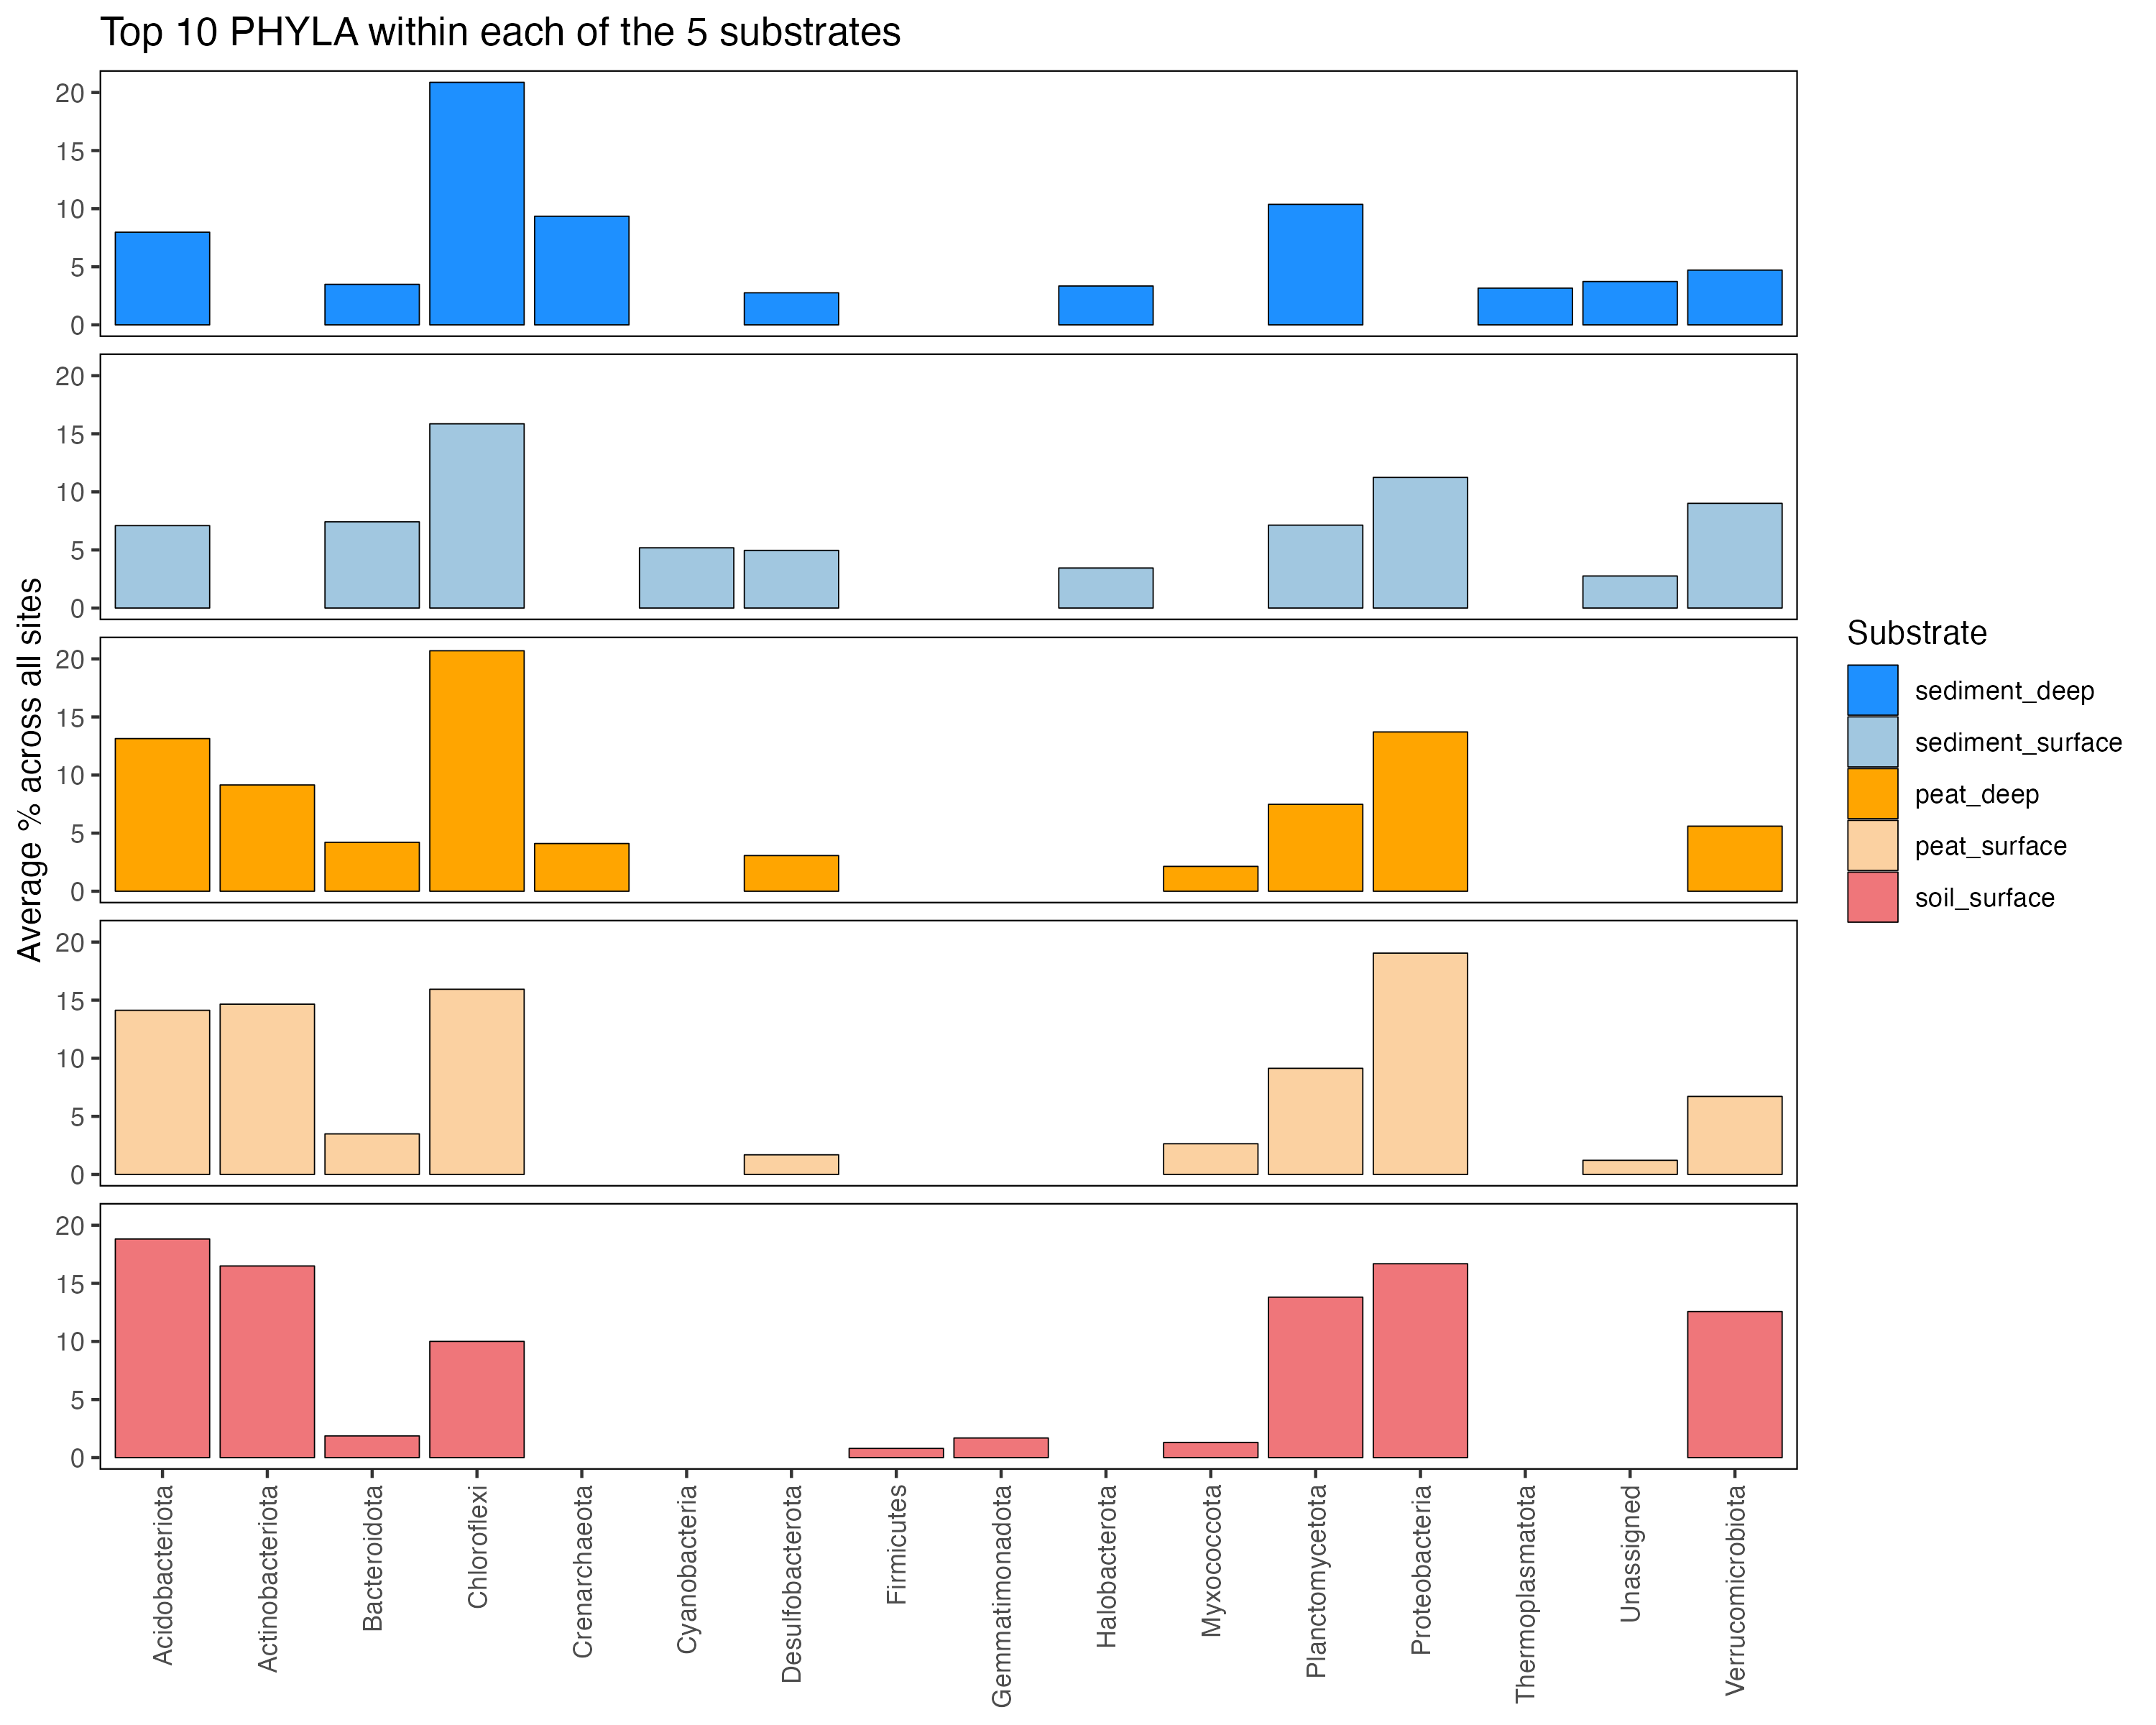 Top 10 PHYLA within each of the 5 substrates
Average % across all sites
20
15
10
5
0
20
15
10
5
0
20
15
10
5
0
20
15
10
5
0
20
15
10
5
0
Acidobacteriota
Actinobacteriota
Bacteroidota
Chloroflexi
Crenarchaeota
Cyanobacteria
Desulfobacterota
Firmicutes
Gemmatimonadota
Halobacterota
Myxococcota
Planctomycetota
Proteobacteria
Thermoplasmatota
Unassigned
Verrucomicrobiota
Substrate
sediment_deep
sediment_surface
peat_deep
peat_surface
soil_surface